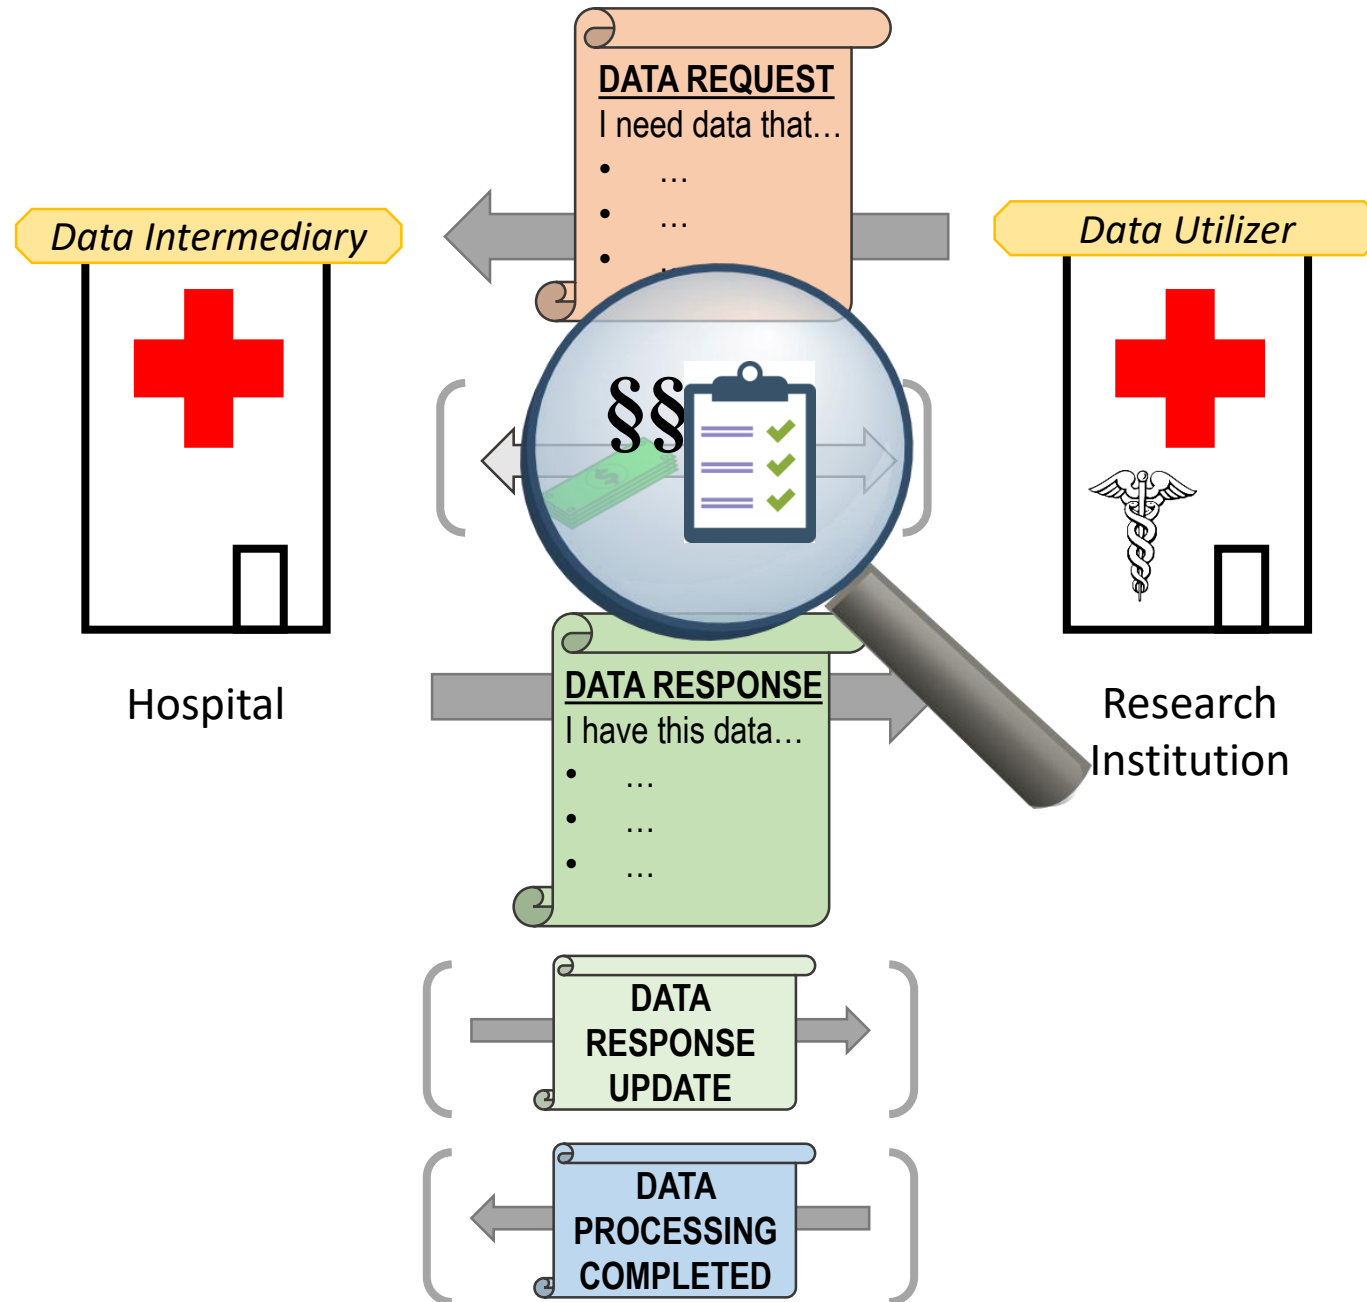 DATA REQUEST
I need data that…
• …
• …
• …
Data Intermediary
Data Utilizer
§§
Hospital
Research
Institution
DATA RESPONSE
I have this data…
• …
• …
• …
DATA
RESPONSE
UPDATE
DATA
PROCESSING
COMPLETED